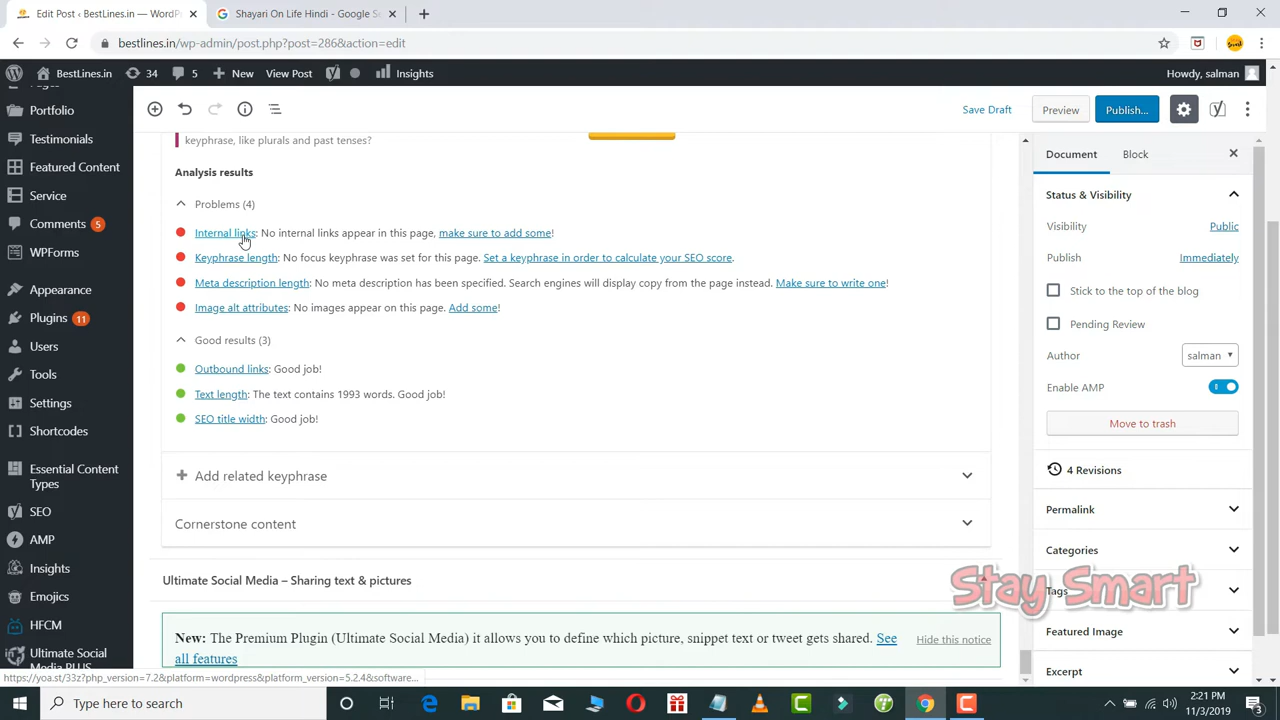 Edit Post ‹ BestLines.in — WordP
Shayari On Life Hindi - Google Se
bestlines.in/wp-admin/post.php?post=286&action=edit
BestLines.in 34 5 New View Post Insights Howdy, salman
Pages
Portfolio
Testimonials
Featured Content
Service
Comments 5
WPForms
Appearance
Plugins 11
Users
Tools
Settings
Shortcodes
Essential Content
Types
SEO
AMP
Insights
Emojics
HFCM
Ultimate Social
Media PLUS
Save Draft Preview Publish...
keyphrase, like plurals and past tenses?
Analysis results
Problems (4)
Internal links: No internal links appear in this page, make sure to add some!
Keyphrase length: No focus keyphrase was set for this page. Set a keyphrase in order to calculate your SEO score.
Meta description length: No meta description has been specified. Search engines will display copy from the page instead. Make sure to write one!
Image alt attributes: No images appear on this page. Add some!
Good results (3)
Outbound links: Good job!
Text length: The text contains 1993 words. Good job!
SEO title width: Good job!
Add related keyphrase
Cornerstone content
Ultimate Social Media – Sharing text & pictures
New: The Premium Plugin (Ultimate Social Media) it allows you to define which picture, snippet text or tweet gets shared. See
all features
Hide this notice
Document Block
Status & Visibility
Visibility Public
Publish Immediately
Stick to the top of the blog
Pending Review
Author salman
Enable AMP
Move to trash
4 Revisions
Permalink
Categories
Tags
Featured Image
Excerpt
Stay Smart
https://yoa.st/33z?php_version=7.2&platform=wordpress&platform_version=5.2.4&software...
Type here to search
2:21 PM
11/3/2019
3